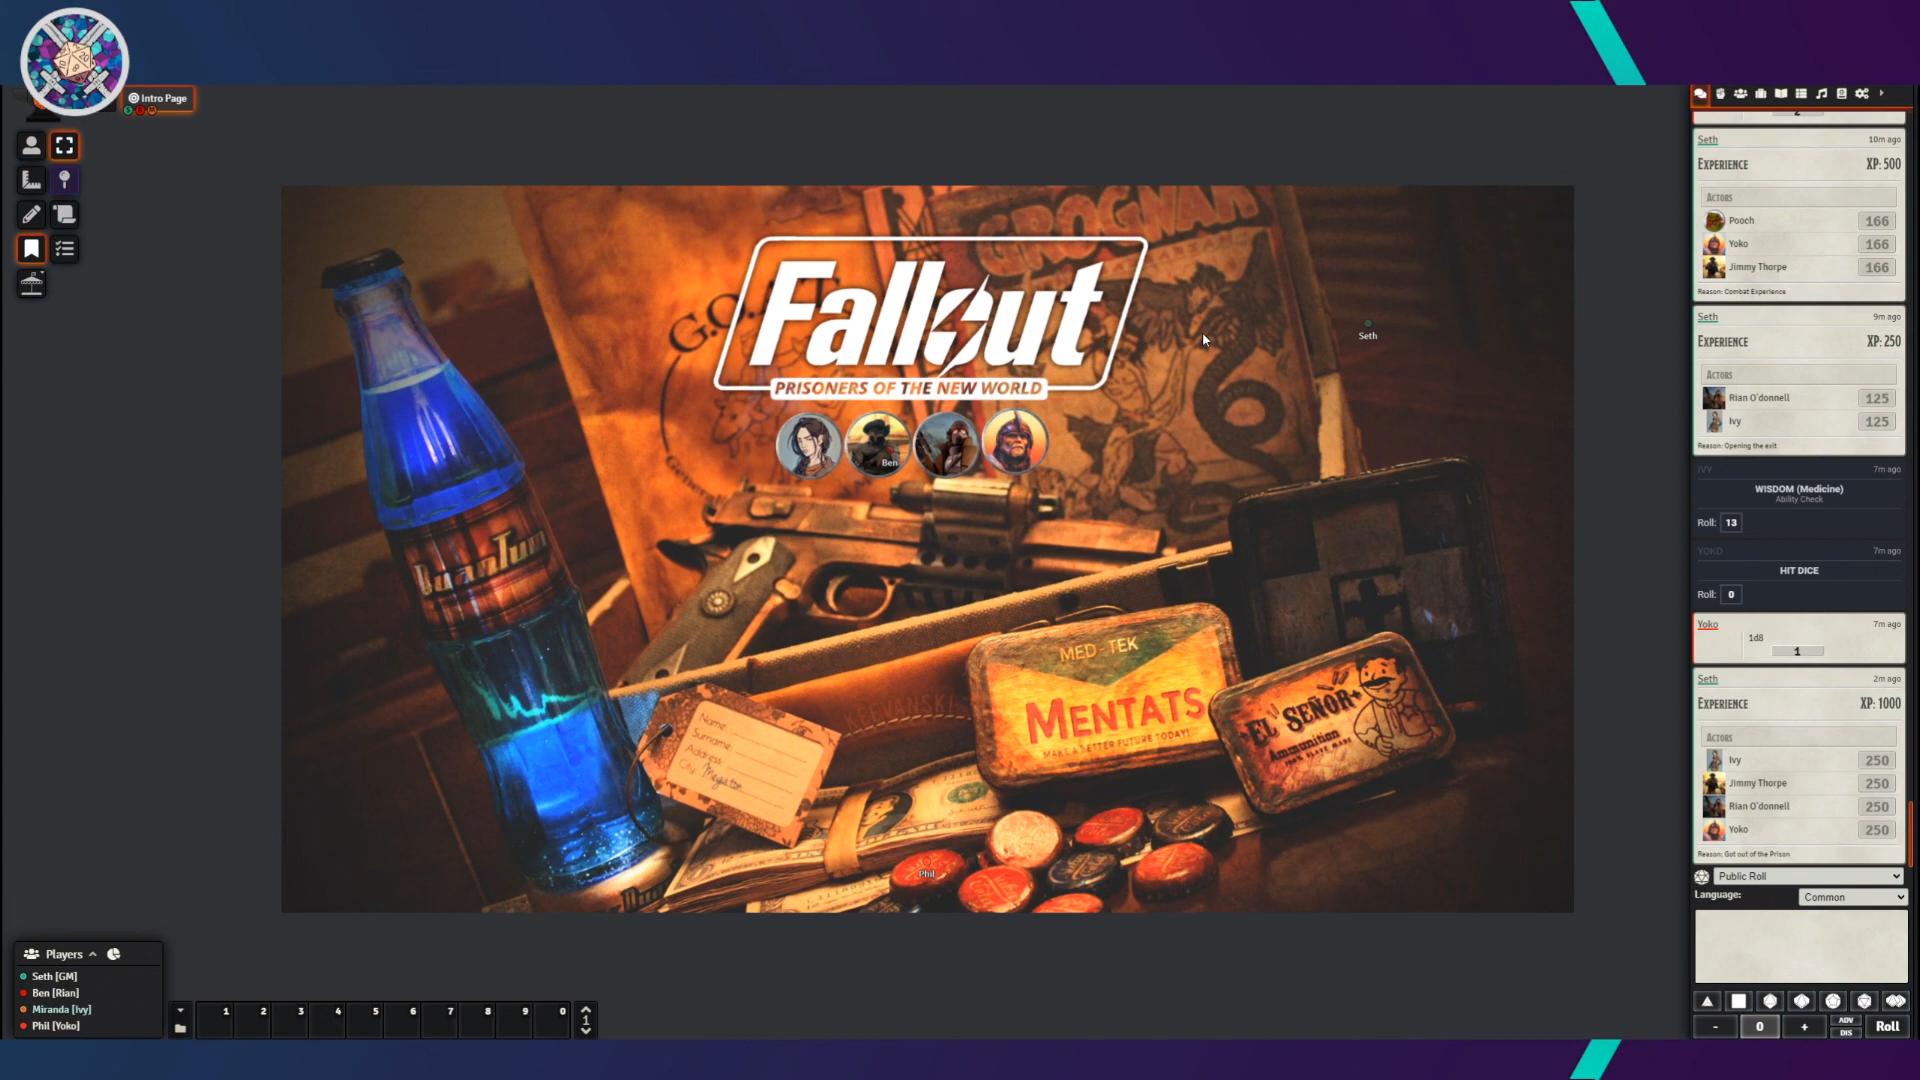 Intro Page
Seth 10m ago
EXPERIENCE XP: 500
ACTORS
Pooch 166
Yoko 166
Jimmy Thorpe 166
Reason: Combat Experience
Seth 9m ago
EXPERIENCE XP: 250
ACTORS
Rian O'donnell 125
Ivy 125
Reason: Opening the exit
IVY 7m ago
WISDOM (Medicine)
Ability Check
Roll: 13
YOKO 7m ago
HIT DICE
Roll: 0
Yoko 7m ago
1d8
1
Seth 2m ago
EXPERIENCE XP: 1000
ACTORS
Ivy 250
Jimmy Thorpe 250
Rian O'donnell 250
Yoko 250
Reason: Got out of the Prison
Public Roll
Language: Common
- 0 + ADV DIS Roll
GROGNAK
G.O.A.T.
Fallout
PRISONERS OF THE NEW WORLD
Seth
Ben
QuanTum
MED-TEK
MENTATS
MAKE A BETTER FUTURE TODAY!
EL SEÑOR
Ammunition
KEEVANSKI
Name
Surname
Address
City
Phil
Players
Seth [GM]
Ben [Rian]
Miranda [Ivy]
Phil [Yoko]
1 2 3 4 5 6 7 8 9 0
1